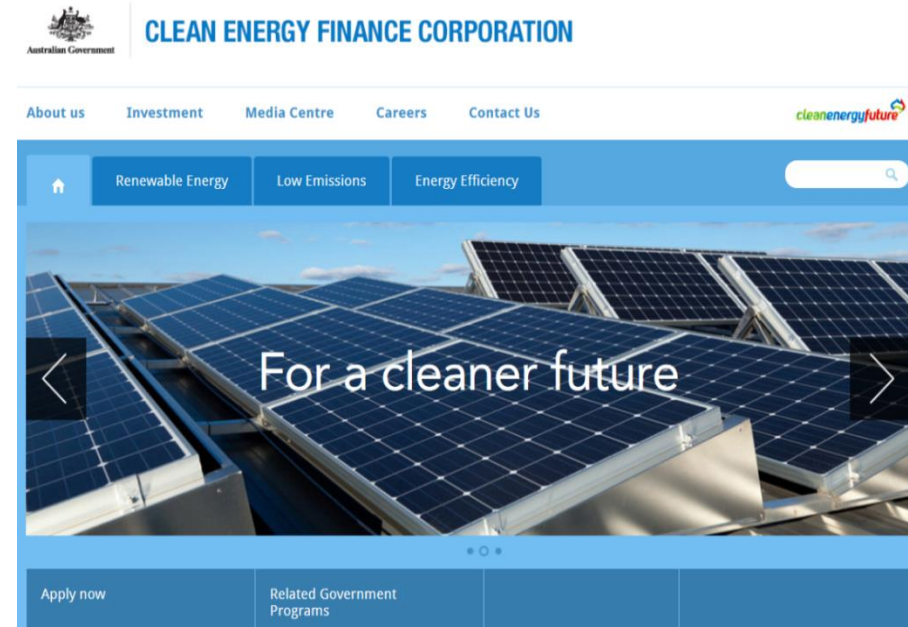 Australian Government
CLEAN ENERGY FINANCE CORPORATION
About us Investment Media Centre Careers Contact Us
cleanenergyfuture
Renewable Energy Low Emissions Energy Efficiency
For a cleaner future
Apply now
Related Government
Programs